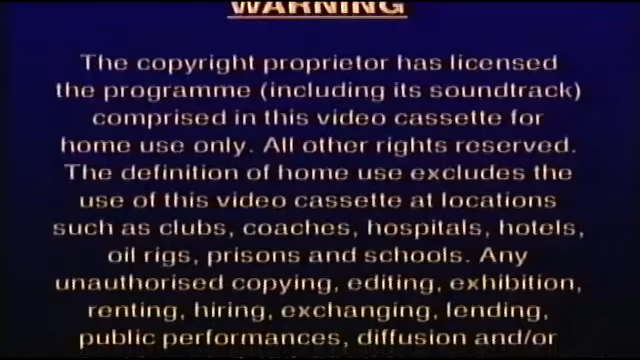 WARNING
The copyright proprietor has licensed
the programme (including its soundtrack)
comprised in this video cassette for
home use only. All other rights reserved.
The definition of home use excludes the
use of this video cassette at locations
such as clubs, coaches, hospitals, hotels,
oil rigs, prisons and schools. Any
unauthorised copying, editing, exhibition,
renting, hiring, exchanging, lending,
public performances, diffusion and/or